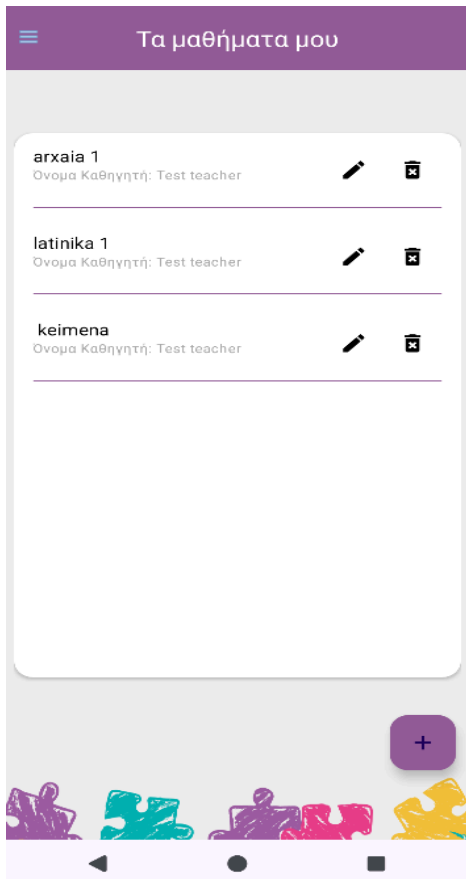 Τα μαθήματα μου
arxaia 1
Όνομα Καθηγητή: Test teacher
latinika 1
Όνομα Καθηγητή: Test teacher
keimena
Όνομα Καθηγητή: Test teacher
+